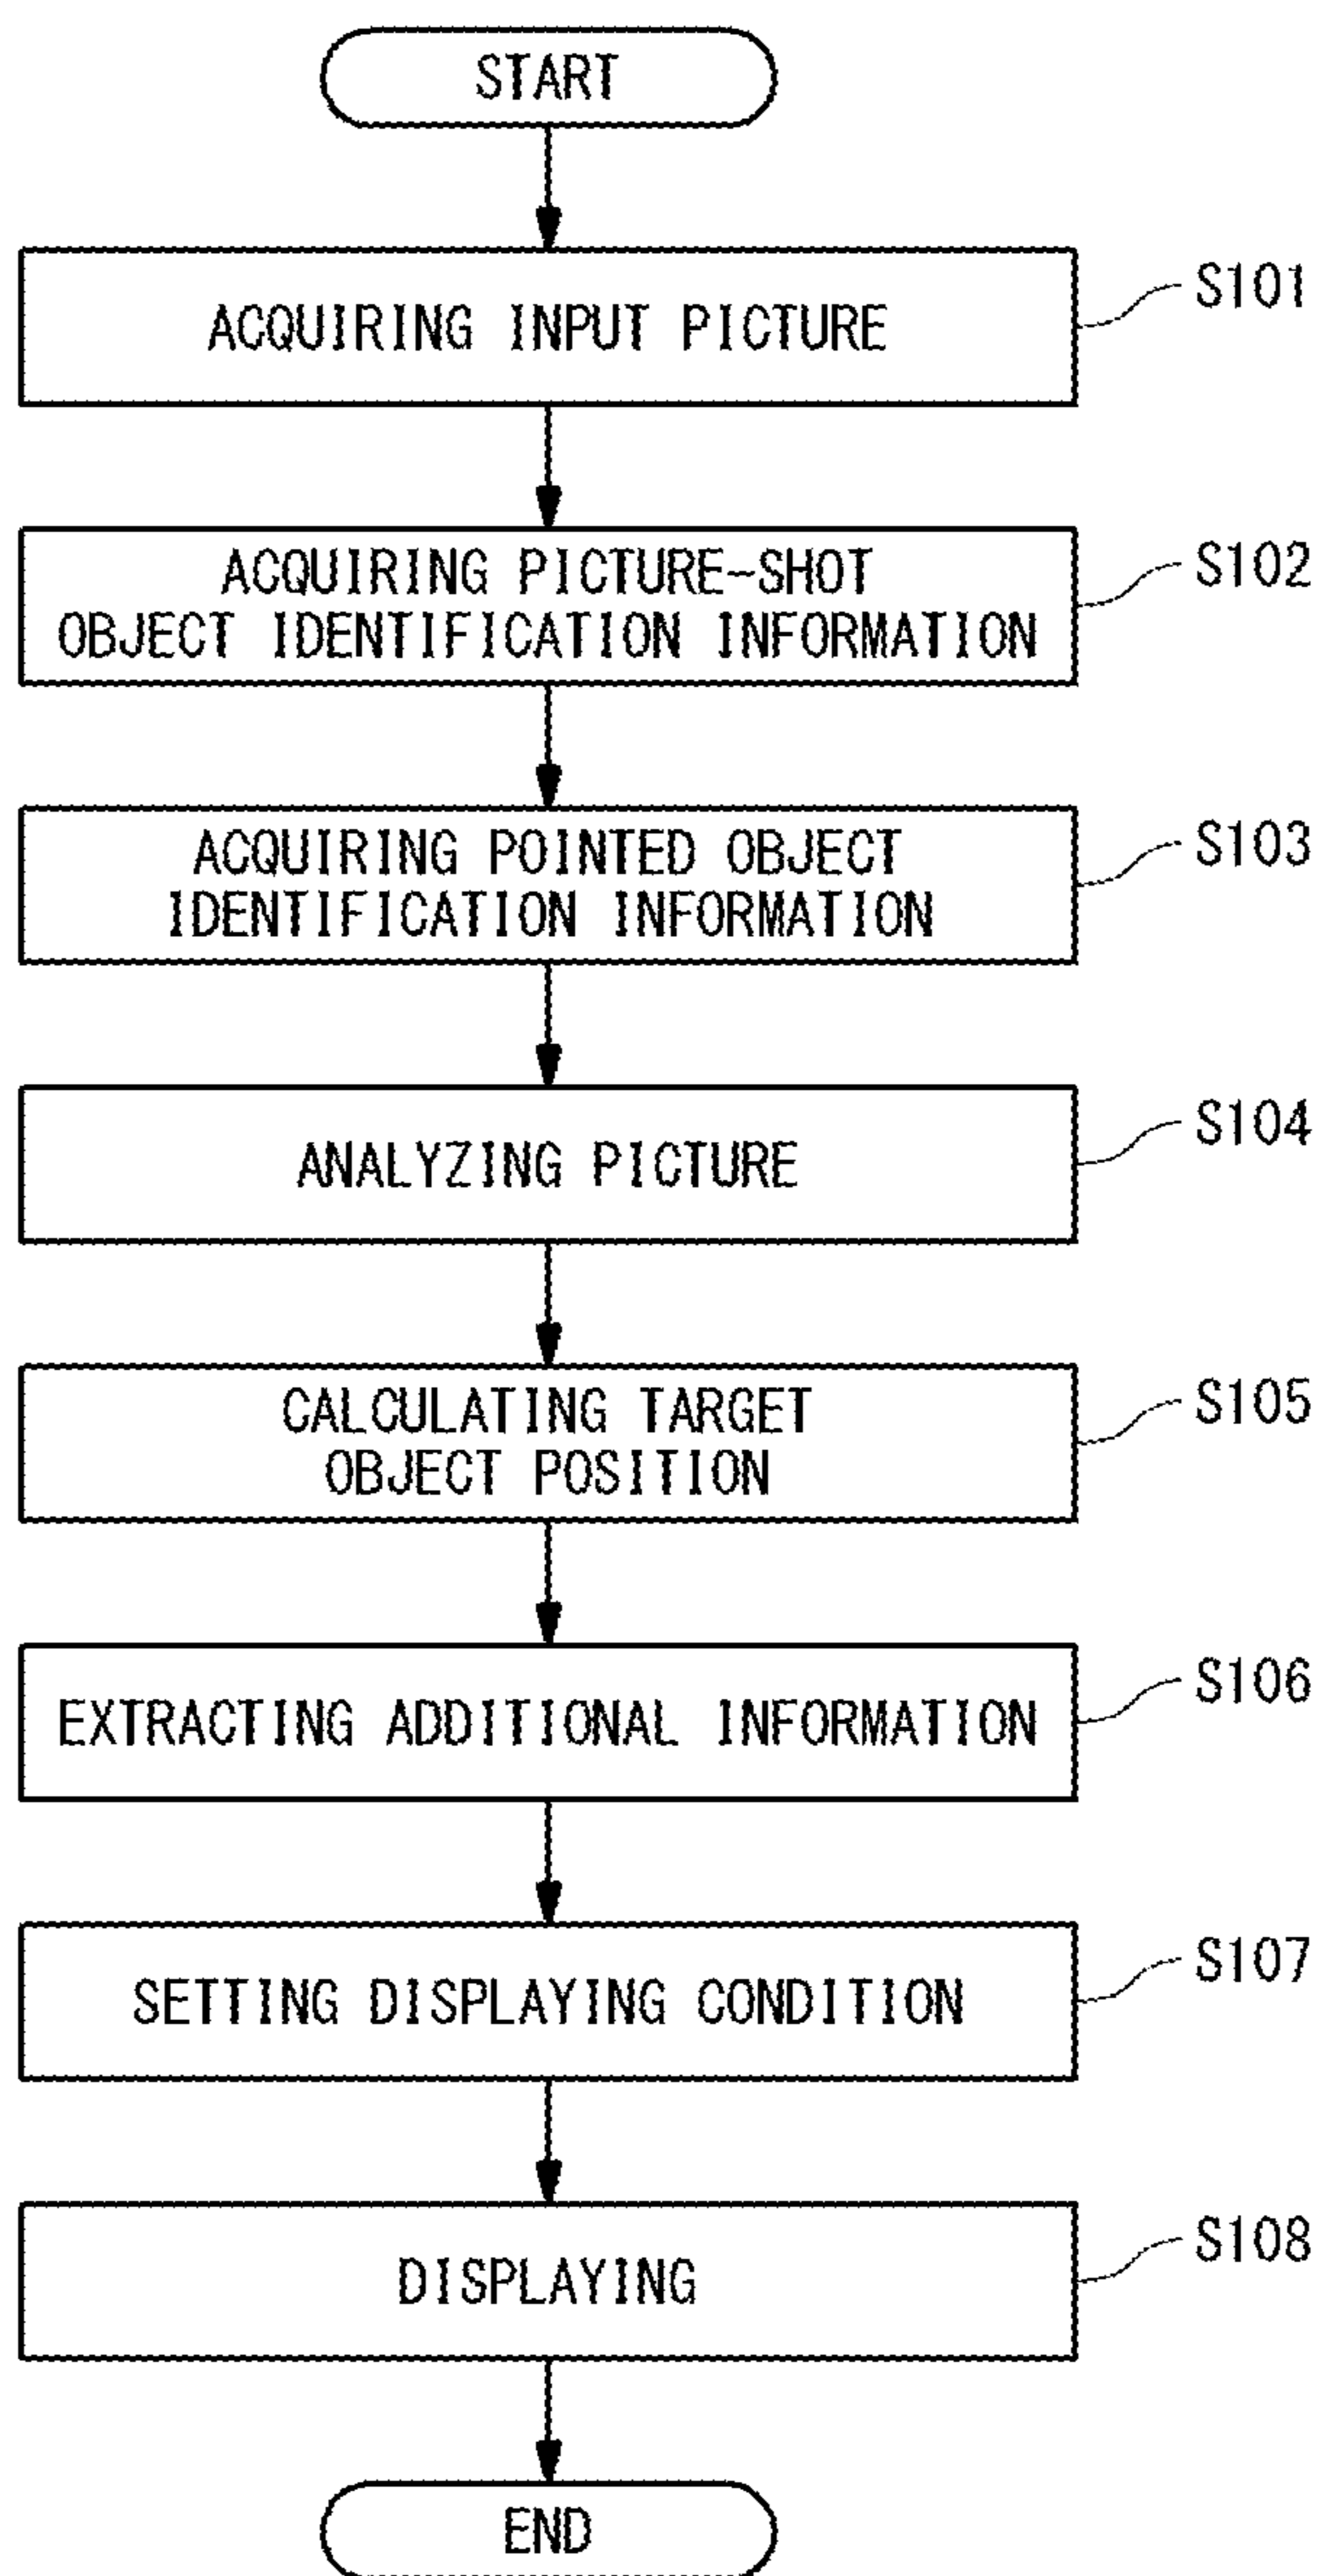 START
ACQUIRING INPUT PICTURE
S101
ACQUIRING PICTURE-SHOT
OBJECT IDENTIFICATION INFORMATION
S102
ACQUIRING POINTED OBJECT
IDENTIFICATION INFORMATION
S103
ANALYZING PICTURE
S104
CALCULATING TARGET
OBJECT POSITION
S105
EXTRACTING ADDITIONAL INFORMATION
S106
SETTING DISPLAYING CONDITION
S107
DISPLAYING
S108
END